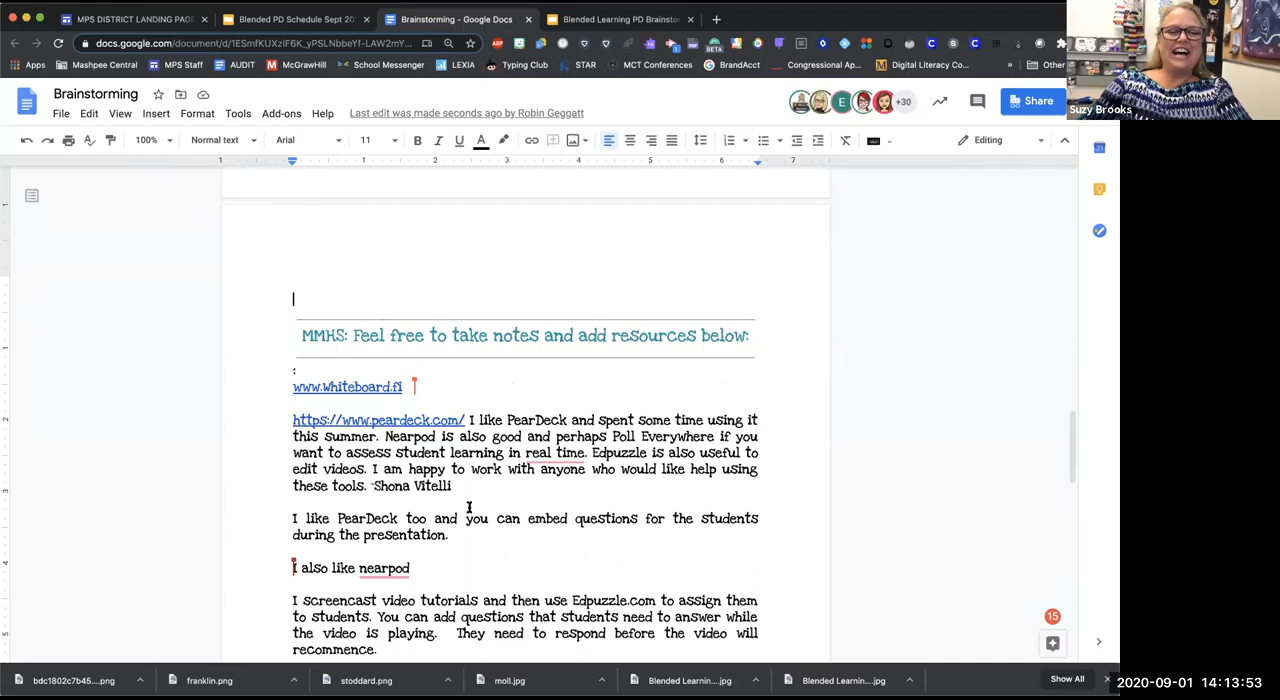 MPS DISTRICT LANDING PAGE
Blended PD Schedule Sept 20
Brainstorming - Google Docs
Blended Learning PD Brainsto
docs.google.com/document/d/1ESmfKUXzIF6K_yPSLNbbeYf-LAW2mY...
BETA
Apps
Mashpee Central
MPS Staff
AUDIT
McGrawHill
School Messenger
LEXIA
Typing Club
STAR
MCT Conferences
BrandAcct
Congressional Ap...
Digital Literacy Co...
»
Other
Suzy Brooks
Brainstorming
File Edit View Insert Format Tools Add-ons Help
Last edit was made seconds ago by Robin Geggatt
E
+30
Share
100%
Normal text
Arial
11
B I U A
Editing
1 1 2 3 4 5 6 7
MMHS: Feel free to take notes and add resources below:
:
www.Whiteboard.fi
https://www.peardeck.com/ I like PearDeck and spent some time using it
this summer. Nearpod is also good and perhaps Poll Everywhere if you
want to assess student learning in real time. Edpuzzle is also useful to
edit videos. I am happy to work with anyone who would like help using
these tools. -Shona Vitelli
I like PearDeck too and you can embed questions for the students
during the presentation.
I also like nearpod
I screencast video tutorials and then use Edpuzzle.com to assign them
to students. You can add questions that students need to answer while
the video is playing. They need to respond before the video will
recommence.
15
bdc1802c7b45....png
franklin.png
stoddard.png
moll.jpg
Blended Learnin....jpg
Blended Learnin....jpg
Show All
2020-09-01 14:13:53